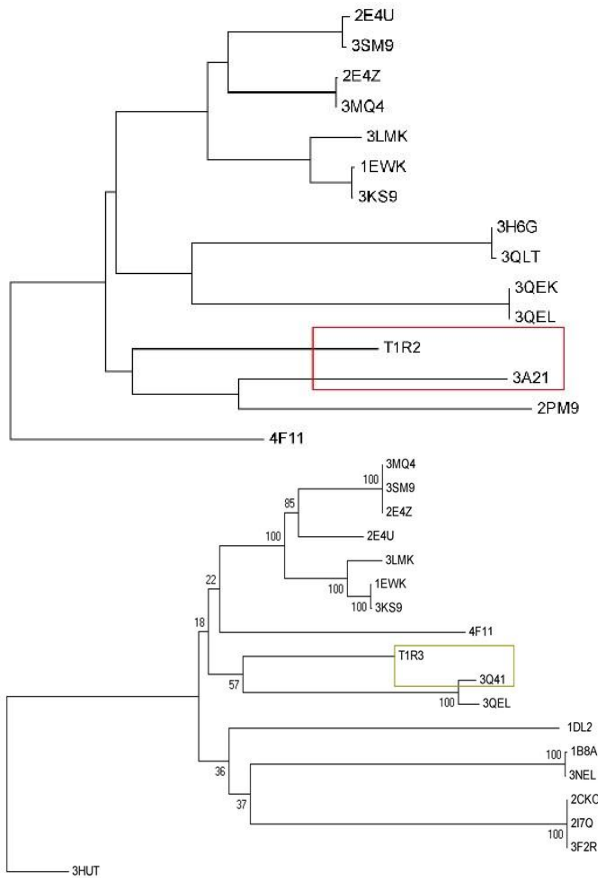 2E4U
3SM9
2E4Z
3MQ4
3LMK
1EWK
3KS9
3H6G
3QLT
3QEK
3QEL
T1R2
3A21
2PM9
4F11
3MQ4
100
3SM9
2E4Z
85
2E4U
100
3LMK
1EWK
100
100
3KS9
22
4F11
18
T1R3
57
3Q41
100
3QEL
1DL2
100
1B8A
36
3NEL
37
2CKC
2I7Q
100
3F2R
3HUT